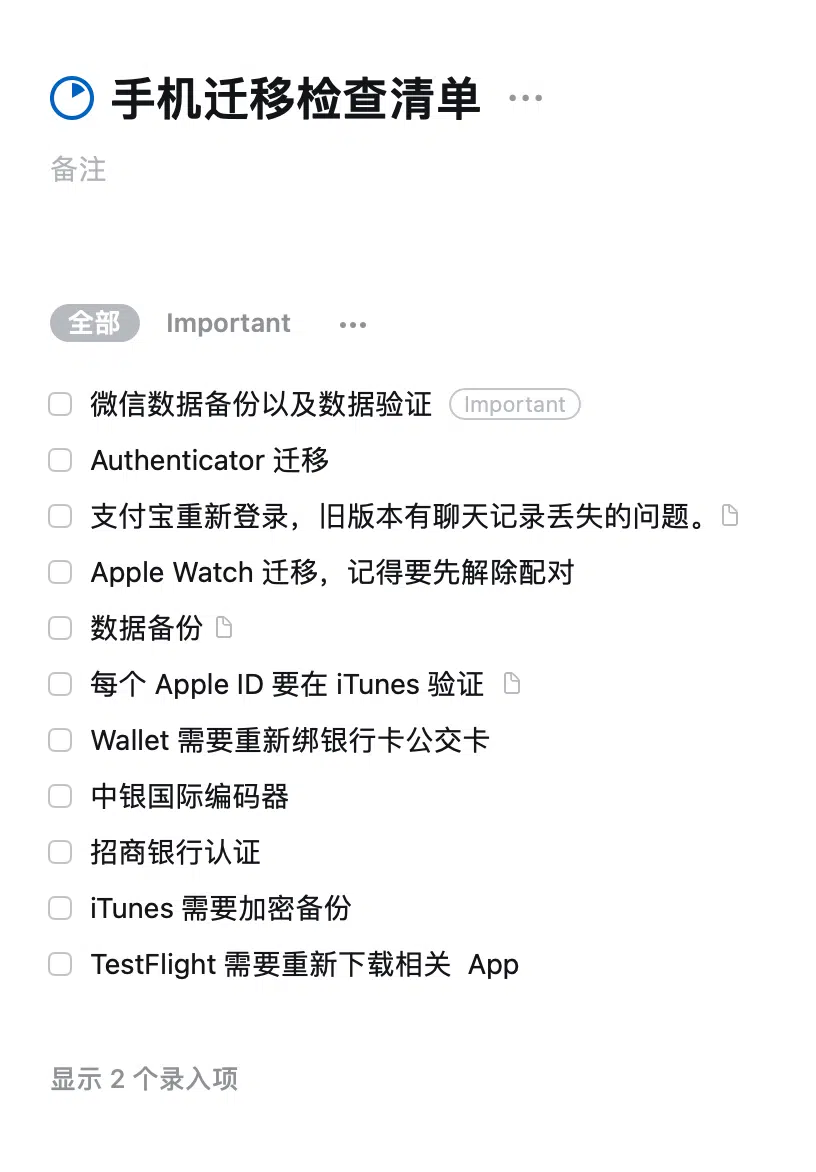 手机迁移检查清单
备注
全部 Important
微信数据备份以及数据验证 Important
Authenticator 迁移
支付宝重新登录，旧版本有聊天记录丢失的问题。
Apple Watch 迁移，记得要先解除配对
数据备份
每个 Apple ID 要在 iTunes 验证
Wallet 需要重新绑银行卡公交卡
中银国际编码器
招商银行认证
iTunes 需要加密备份
TestFlight 需要重新下载相关 App
显示 2 个录入项